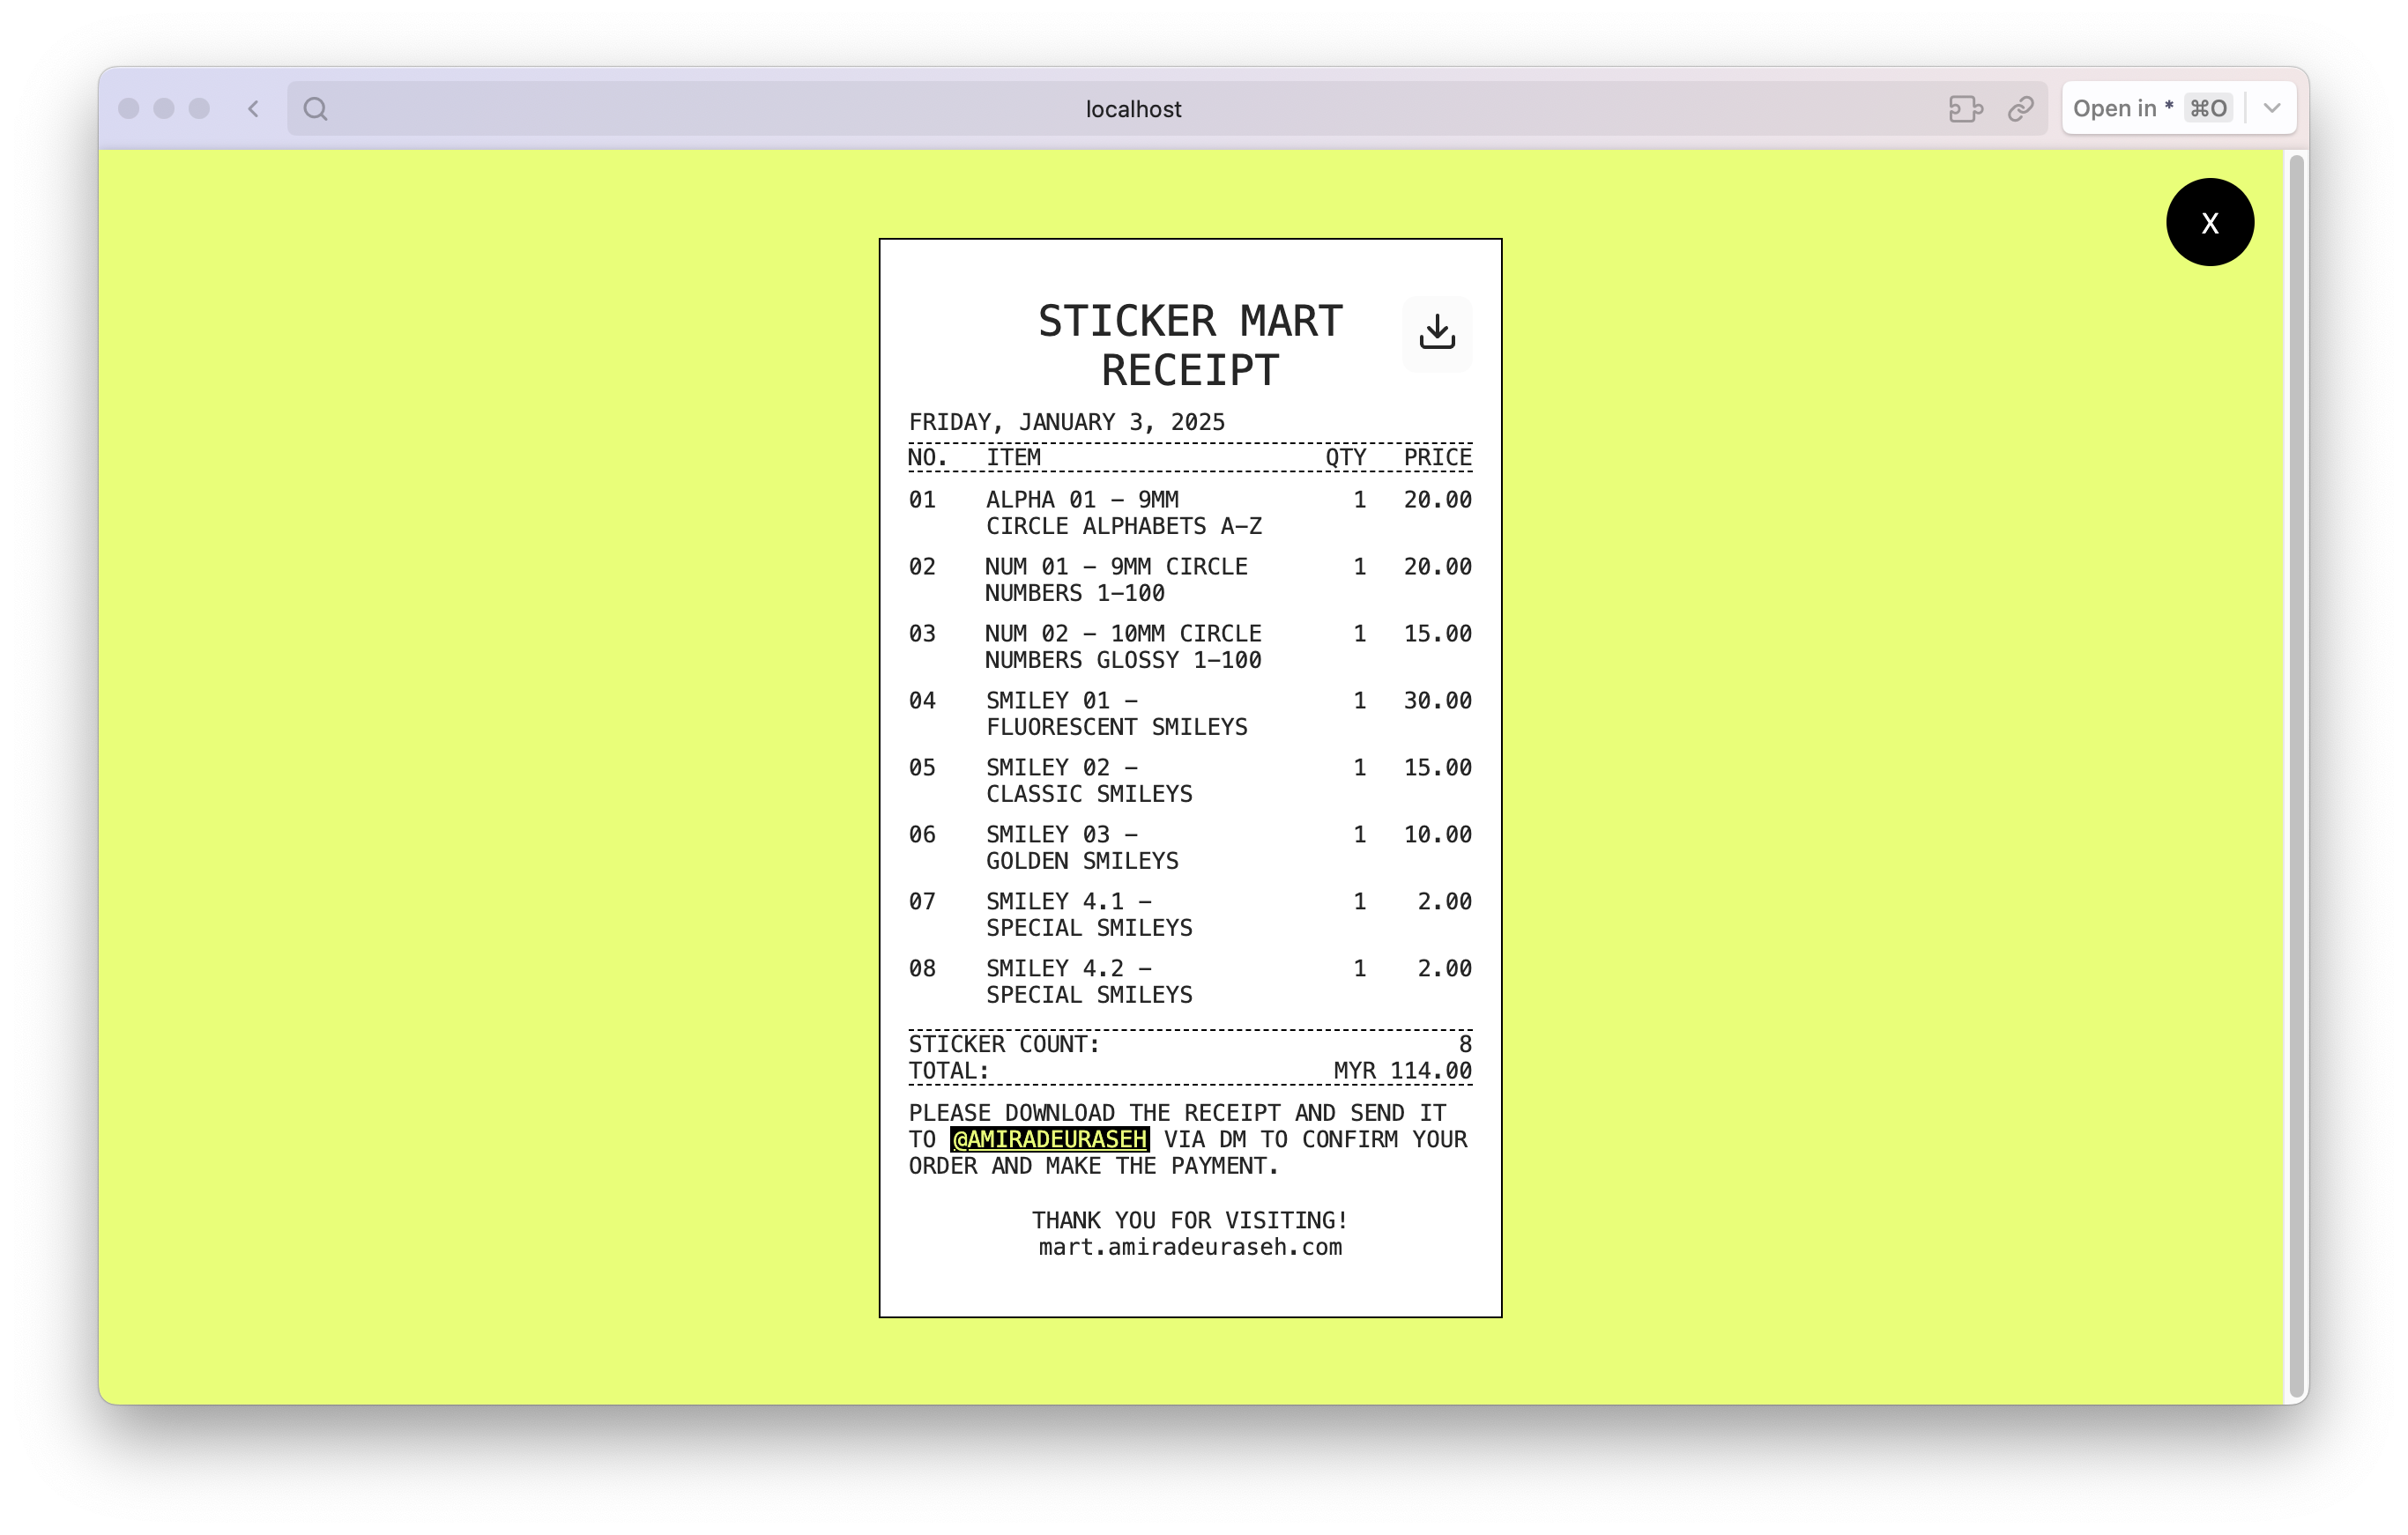 localhost
Open in * ⌘O
X
STICKER MART
RECEIPT
FRIDAY, JANUARY 3, 2025
NO. ITEM QTY PRICE
01 ALPHA 01 – 9MM 1 20.00
CIRCLE ALPHABETS A–Z
02 NUM 01 – 9MM CIRCLE 1 20.00
NUMBERS 1–100
03 NUM 02 – 10MM CIRCLE 1 15.00
NUMBERS GLOSSY 1–100
04 SMILEY 01 – 1 30.00
FLUORESCENT SMILEYS
05 SMILEY 02 – 1 15.00
CLASSIC SMILEYS
06 SMILEY 03 – 1 10.00
GOLDEN SMILEYS
07 SMILEY 4.1 – 1 2.00
SPECIAL SMILEYS
08 SMILEY 4.2 – 1 2.00
SPECIAL SMILEYS
STICKER COUNT: 8
TOTAL: MYR 114.00
PLEASE DOWNLOAD THE RECEIPT AND SEND IT
TO @AMIRADEURASEH VIA DM TO CONFIRM YOUR
ORDER AND MAKE THE PAYMENT.
THANK YOU FOR VISITING!
mart.amiradeuraseh.com